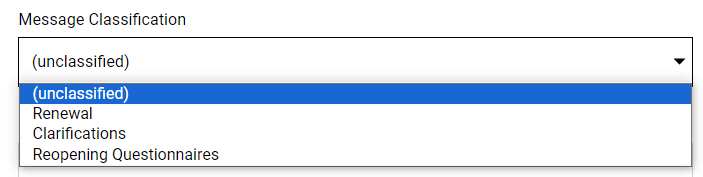 Message Classification
(unclassified)
(unclassified)
Renewal
Clarifications
Reopening Questionnaires